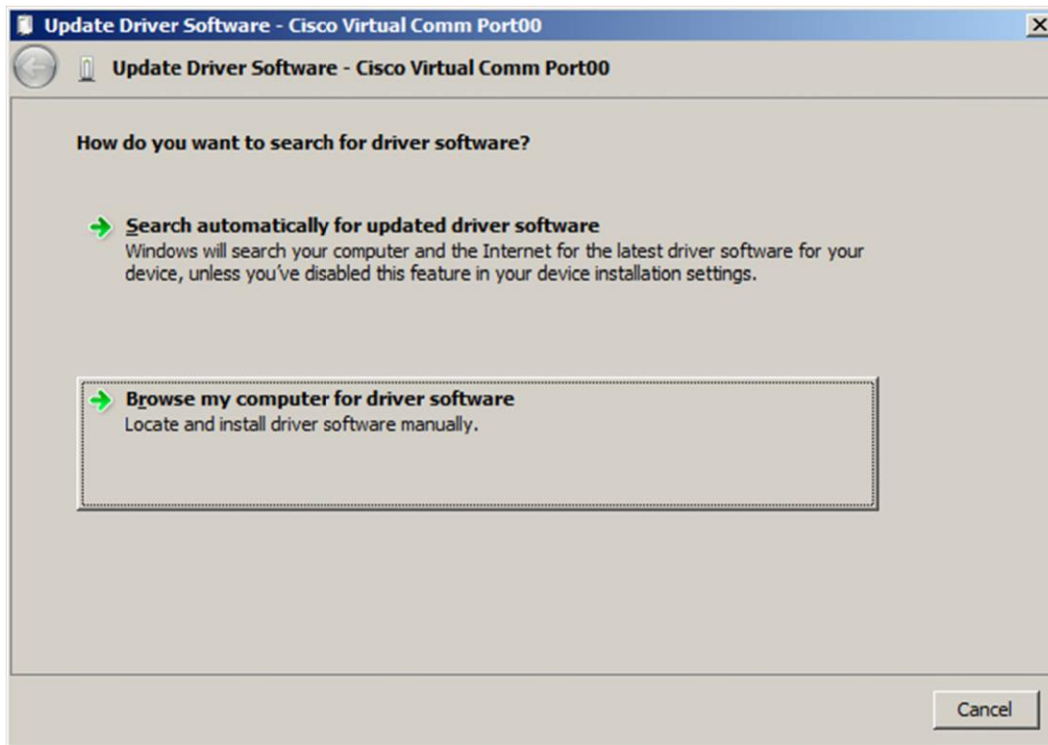 Update Driver Software - Cisco Virtual Comm Port00
Update Driver Software - Cisco Virtual Comm Port00
How do you want to search for driver software?
Search automatically for updated driver software
Windows will search your computer and the Internet for the latest driver software for your
device, unless you've disabled this feature in your device installation settings.
Browse my computer for driver software
Locate and install driver software manually.
Cancel